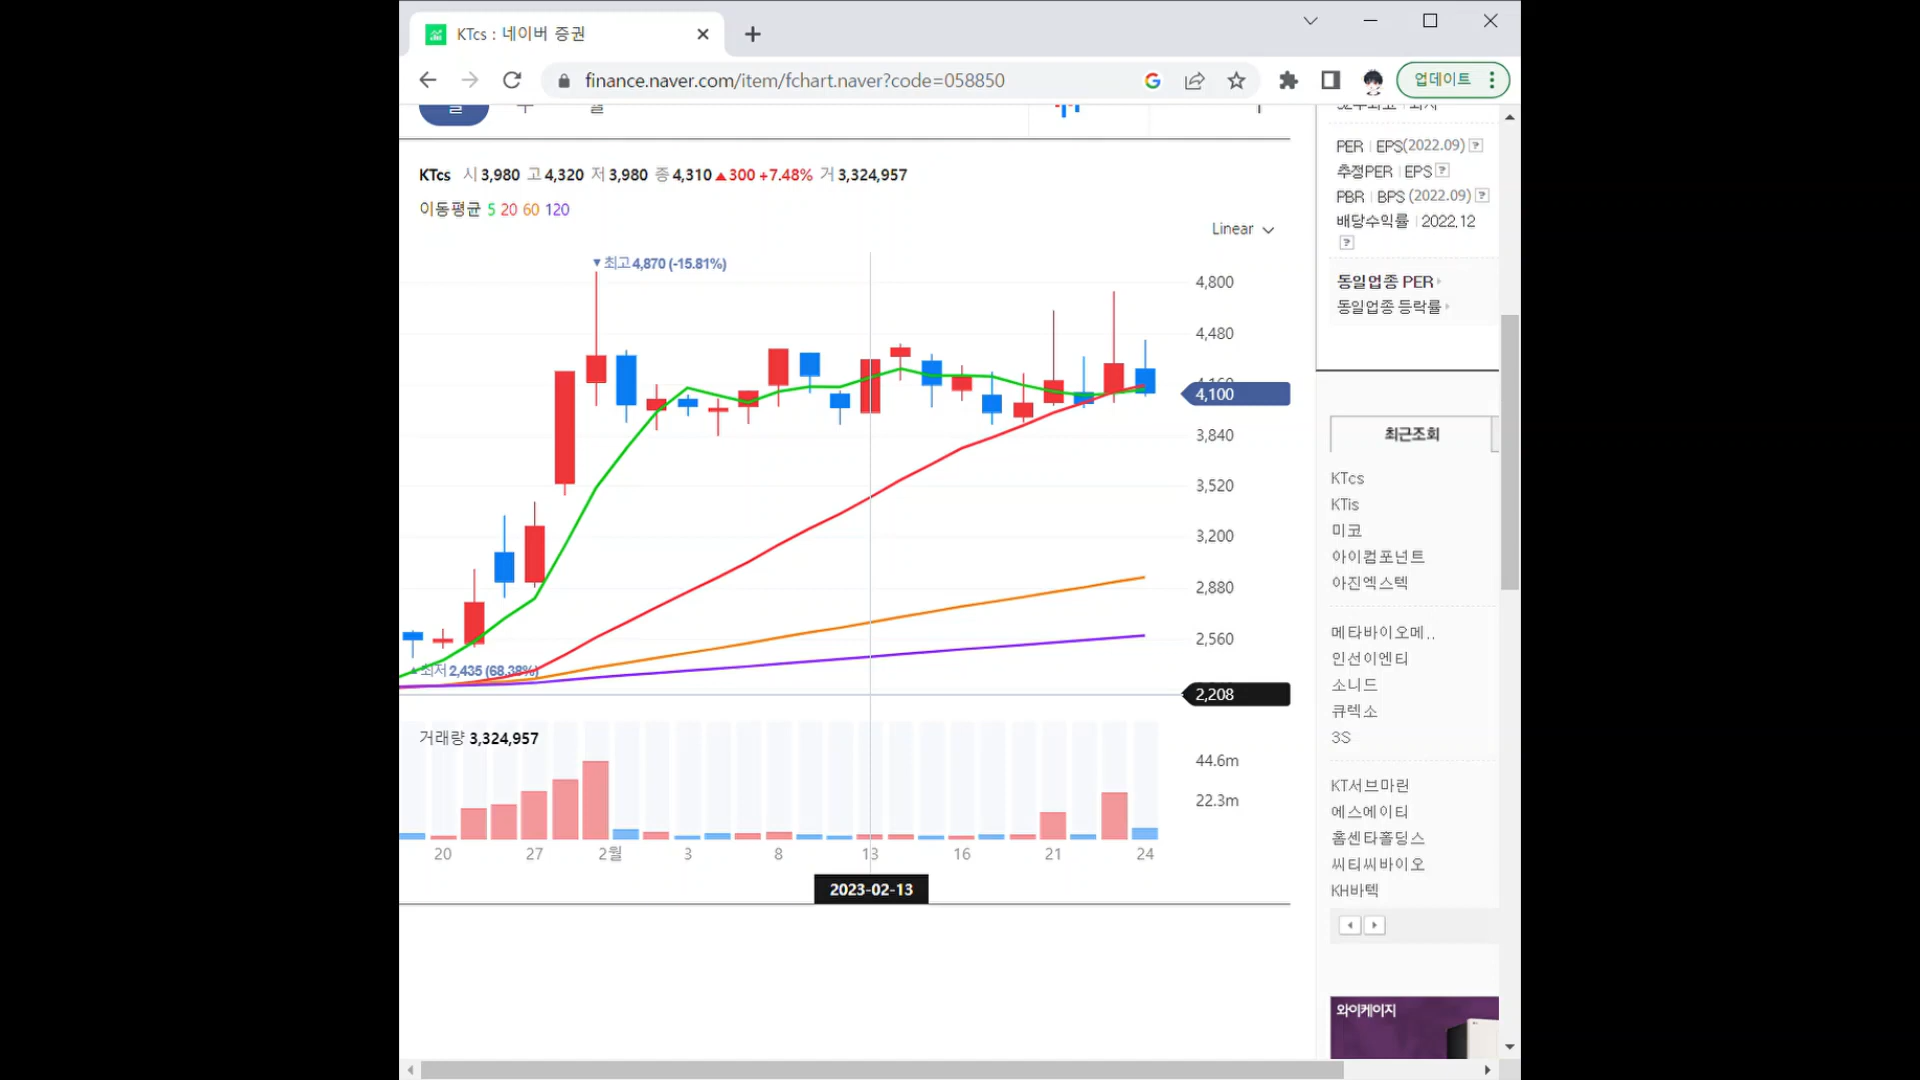 KTcs : 네이버 증권
finance.naver.com/item/fchart.naver?code=058850
업데이트
KTcs 시 3,980 고 4,320 저 3,980 종 4,310 ▲300 +7.48% 거 3,324,957
이동평균 5 20 60 120
Linear
▼최고 4,870 (-15.81%)
4,800
4,480
4,100
3,840
3,520
3,200
2,880
2,560
2,208
최저 2,435 (68.38%)
거래량 3,324,957
44.6m
22.3m
20 27 2월 3 8 13 16 21 24
2023-02-13
PER | EPS(2022.09) ?
추정PER | EPS ?
PBR | BPS (2022.09) ?
배당수익률 | 2022.12
?
동일업종 PER
동일업종 등락률
최근조회
KTcs
KTis
미코
아이컴포넌트
아진엑스텍
메타바이오메..
인선이엔티
소니드
큐렉소
3S
KT서브마린
에스에이티
홈센타홀딩스
씨티씨바이오
KH바텍
와이케이지